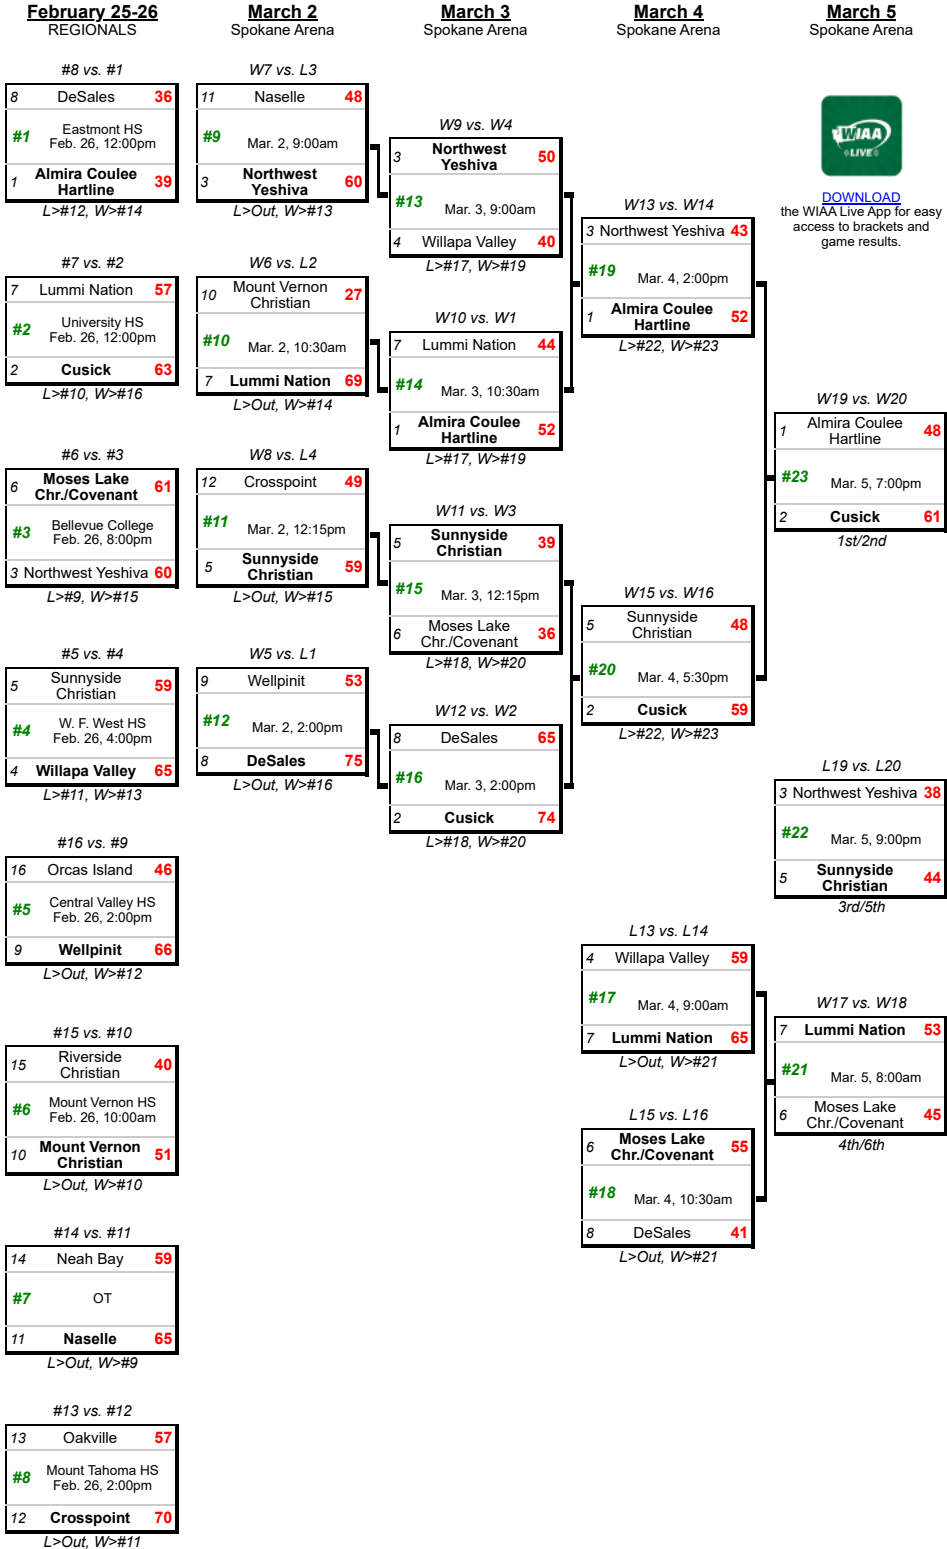 February 25-26
REGIONALS
#8 vs. #1
8 DeSales 36
#1 Eastmont HS
Feb. 26, 12:00pm
1 Almira Coulee
Hartline 39
L>#12, W>#14
#7 vs. #2
7 Lummi Nation 57
#2 University HS
Feb. 26, 12:00pm
2 Cusick 63
L>#10, W>#16
#6 vs. #3
6 Moses Lake
Chr./Covenant 61
#3 Bellevue College
Feb. 26, 8:00pm
3 Northwest Yeshiva 60
L>#9, W>#15
#5 vs. #4
5 Sunnyside
Christian 59
#4 W. F. West HS
Feb. 26, 4:00pm
4 Willapa Valley 65
L>#11, W>#13
#16 vs. #9
16 Orcas Island 46
#5 Central Valley HS
Feb. 26, 2:00pm
9 Wellpinit 66
L>Out, W>#12
#15 vs. #10
15 Riverside
Christian 40
#6 Mount Vernon HS
Feb. 26, 10:00am
10 Mount Vernon
Christian 51
L>Out, W>#10
#14 vs. #11
14 Neah Bay 59
#7 OT
11 Naselle 65
L>Out, W>#9
#13 vs. #12
13 Oakville 57
#8 Mount Tahoma HS
Feb. 26, 2:00pm
12 Crosspoint 70
L>Out, W>#11
March 2
Spokane Arena
W7 vs. L3
11 Naselle 48
#9 Mar. 2, 9:00am
3 Northwest
Yeshiva 60
L>Out, W>#13
W6 vs. L2
10 Mount Vernon
Christian 27
#10 Mar. 2, 10:30am
7 Lummi Nation 69
L>Out, W>#14
W8 vs. L4
12 Crosspoint 49
#11 Mar. 2, 12:15pm
5 Sunnyside
Christian 59
L>Out, W>#15
W5 vs. L1
9 Wellpinit 53
#12 Mar. 2, 2:00pm
8 DeSales 75
L>Out, W>#16
March 3
Spokane Arena
W9 vs. W4
3 Northwest
Yeshiva 50
#13 Mar. 3, 9:00am
4 Willapa Valley 40
L>#17, W>#19
W10 vs. W1
7 Lummi Nation 44
#14 Mar. 3, 10:30am
1 Almira Coulee
Hartline 52
L>#17, W>#19
W11 vs. W3
5 Sunnyside
Christian 39
#15 Mar. 3, 12:15pm
6 Moses Lake
Chr./Covenant 36
L>#18, W>#20
W12 vs. W2
8 DeSales 65
#16 Mar. 3, 2:00pm
2 Cusick 74
L>#18, W>#20
March 4
Spokane Arena
W13 vs. W14
3 Northwest Yeshiva 43
#19 Mar. 4, 2:00pm
1 Almira Coulee
Hartline 52
L>#22, W>#23
W15 vs. W16
5 Sunnyside
Christian 48
#20 Mar. 4, 5:30pm
2 Cusick 59
L>#22, W>#23
L13 vs. L14
4 Willapa Valley 59
#17 Mar. 4, 9:00am
7 Lummi Nation 65
L>Out, W>#21
L15 vs. L16
6 Moses Lake
Chr./Covenant 55
#18 Mar. 4, 10:30am
8 DeSales 41
L>Out, W>#21
March 5
Spokane Arena
WIAA
LIVE
DOWNLOAD
the WIAA Live App for easy
access to brackets and
game results.
W19 vs. W20
1 Almira Coulee
Hartline 48
#23 Mar. 5, 7:00pm
2 Cusick 61
1st/2nd
L19 vs. L20
3 Northwest Yeshiva 38
#22 Mar. 5, 9:00pm
5 Sunnyside
Christian 44
3rd/5th
W17 vs. W18
7 Lummi Nation 53
#21 Mar. 5, 8:00am
6 Moses Lake
Chr./Covenant 45
4th/6th